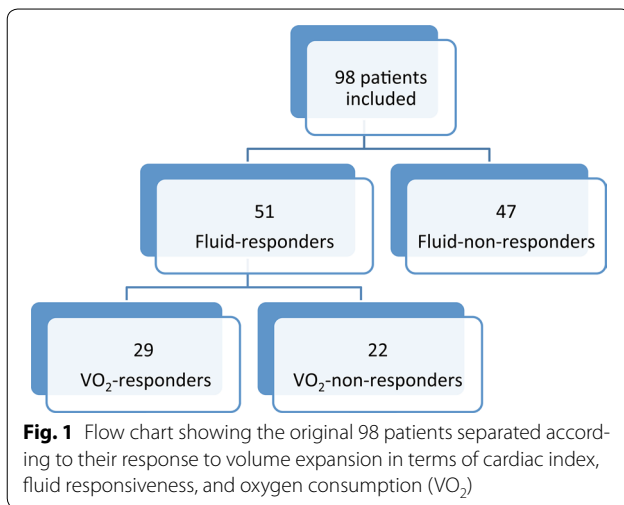 98 patients
included
51
Fluid-responders
47
Fluid-non-responders
29
VO₂-responders
22
VO₂-non-responders
Fig. 1 Flow chart showing the original 98 patients separated accord-
ing to their response to volume expansion in terms of cardiac index,
fluid responsiveness, and oxygen consumption (VO₂)